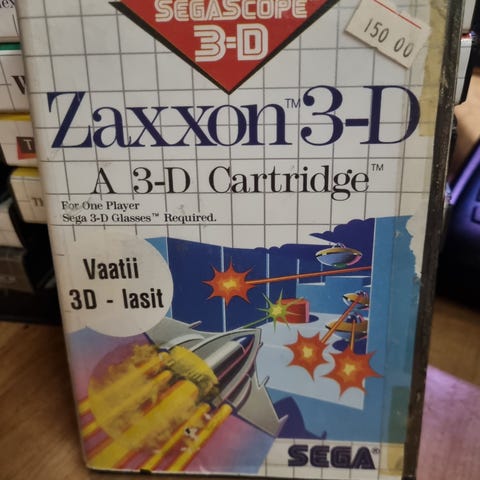 SEGASCOPE
3-D
150 00
Zaxxon™ 3-D
A 3-D Cartridge™
For One Player
Sega 3-D Glasses™ Required.
Vaatii
3D - lasit
SEGA®